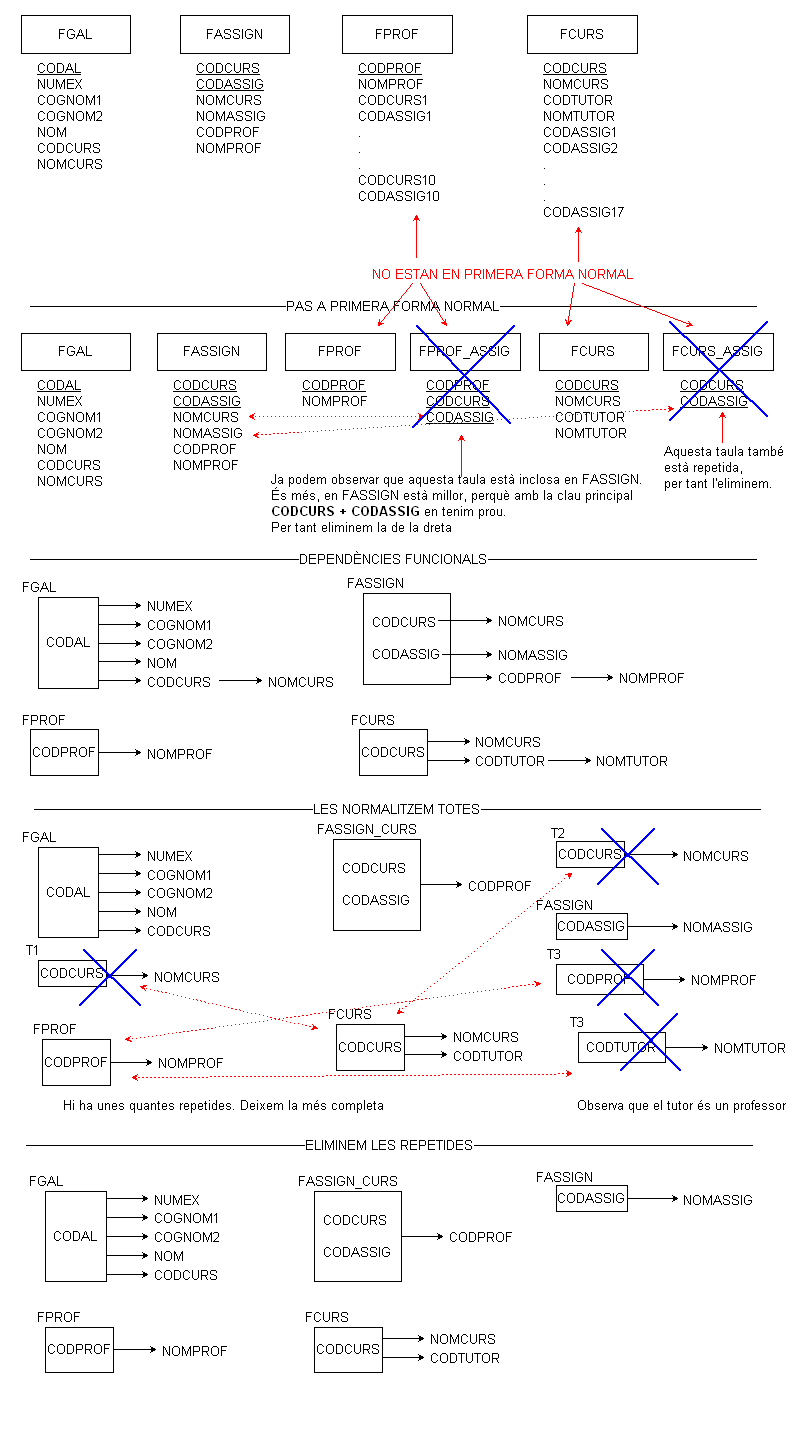 FGAL
FASSIGN
FPROF
FCURS
CODAL
NUMEX
COGNOM1
COGNOM2
NOM
CODCURS
NOMCURS
CODCURS
CODASSIG
NOMCURS
NOMASSIG
CODPROF
NOMPROF
CODPROF
NOMPROF
CODCURS1
CODASSIG1
.
.
.
CODCURS10
CODASSIG10
CODCURS
NOMCURS
CODTUTOR
NOMTUTOR
CODASSIG1
CODASSIG2
.
.
.
CODASSIG17
NO ESTAN EN PRIMERA FORMA NORMAL
PAS A PRIMERA FORMA NORMAL
FGAL
FASSIGN
FPROF
FPROF_ASSIG
FCURS
FCURS_ASSIG
CODAL
NUMEX
COGNOM1
COGNOM2
NOM
CODCURS
NOMCURS
CODCURS
CODASSIG
NOMCURS
NOMASSIG
CODPROF
NOMPROF
CODPROF
NOMPROF
CODPROF
CODCURS
CODASSIG
CODCURS
NOMCURS
CODTUTOR
NOMTUTOR
CODCURS
CODASSIG
Ja podem observar que aquesta taula està inclosa en FASSIGN.
És més, en FASSIGN està millor, perquè amb la clau principal
CODCURS + CODASSIG en tenim prou.
Per tant eliminem la de la dreta
Aquesta taula també
està repetida,
per tant l'eliminem.
DEPENDÈNCIES FUNCIONALS
FGAL
CODAL
NUMEX
COGNOM1
COGNOM2
NOM
CODCURS
NOMCURS
FASSIGN
CODCURS
NOMCURS
CODASSIG
NOMASSIG
CODPROF
NOMPROF
FPROF
CODPROF
NOMPROF
FCURS
CODCURS
NOMCURS
CODTUTOR
NOMTUTOR
LES NORMALITZEM TOTES
FGAL
CODAL
NUMEX
COGNOM1
COGNOM2
NOM
CODCURS
FASSIGN_CURS
CODCURS
CODASSIG
CODPROF
T2
CODCURS
NOMCURS
FASSIGN
CODASSIG
NOMASSIG
T1
CODCURS
NOMCURS
T3
CODPROF
NOMPROF
FPROF
CODPROF
NOMPROF
FCURS
CODCURS
NOMCURS
CODTUTOR
T3
CODTUTOR
NOMTUTOR
Hi ha unes quantes repetides. Deixem la més completa
Observa que el tutor és un professor
ELIMINEM LES REPETIDES
FGAL
CODAL
NUMEX
COGNOM1
COGNOM2
NOM
CODCURS
FASSIGN_CURS
CODCURS
CODASSIG
CODPROF
FASSIGN
CODASSIG
NOMASSIG
FPROF
CODPROF
NOMPROF
FCURS
CODCURS
NOMCURS
CODTUTOR